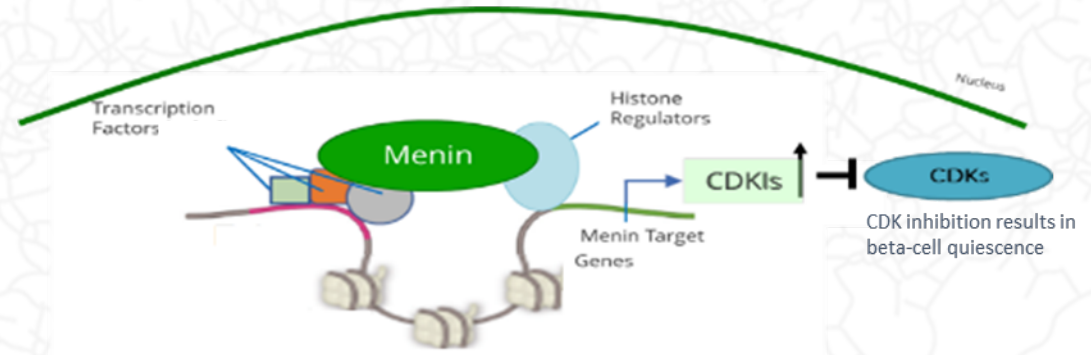 Nucleus
Transcription
Factors
Histone
Regulators
Menin
CDKIs
CDKs
Menin Target
Genes
CDK inhibition results in
beta-cell quiescence